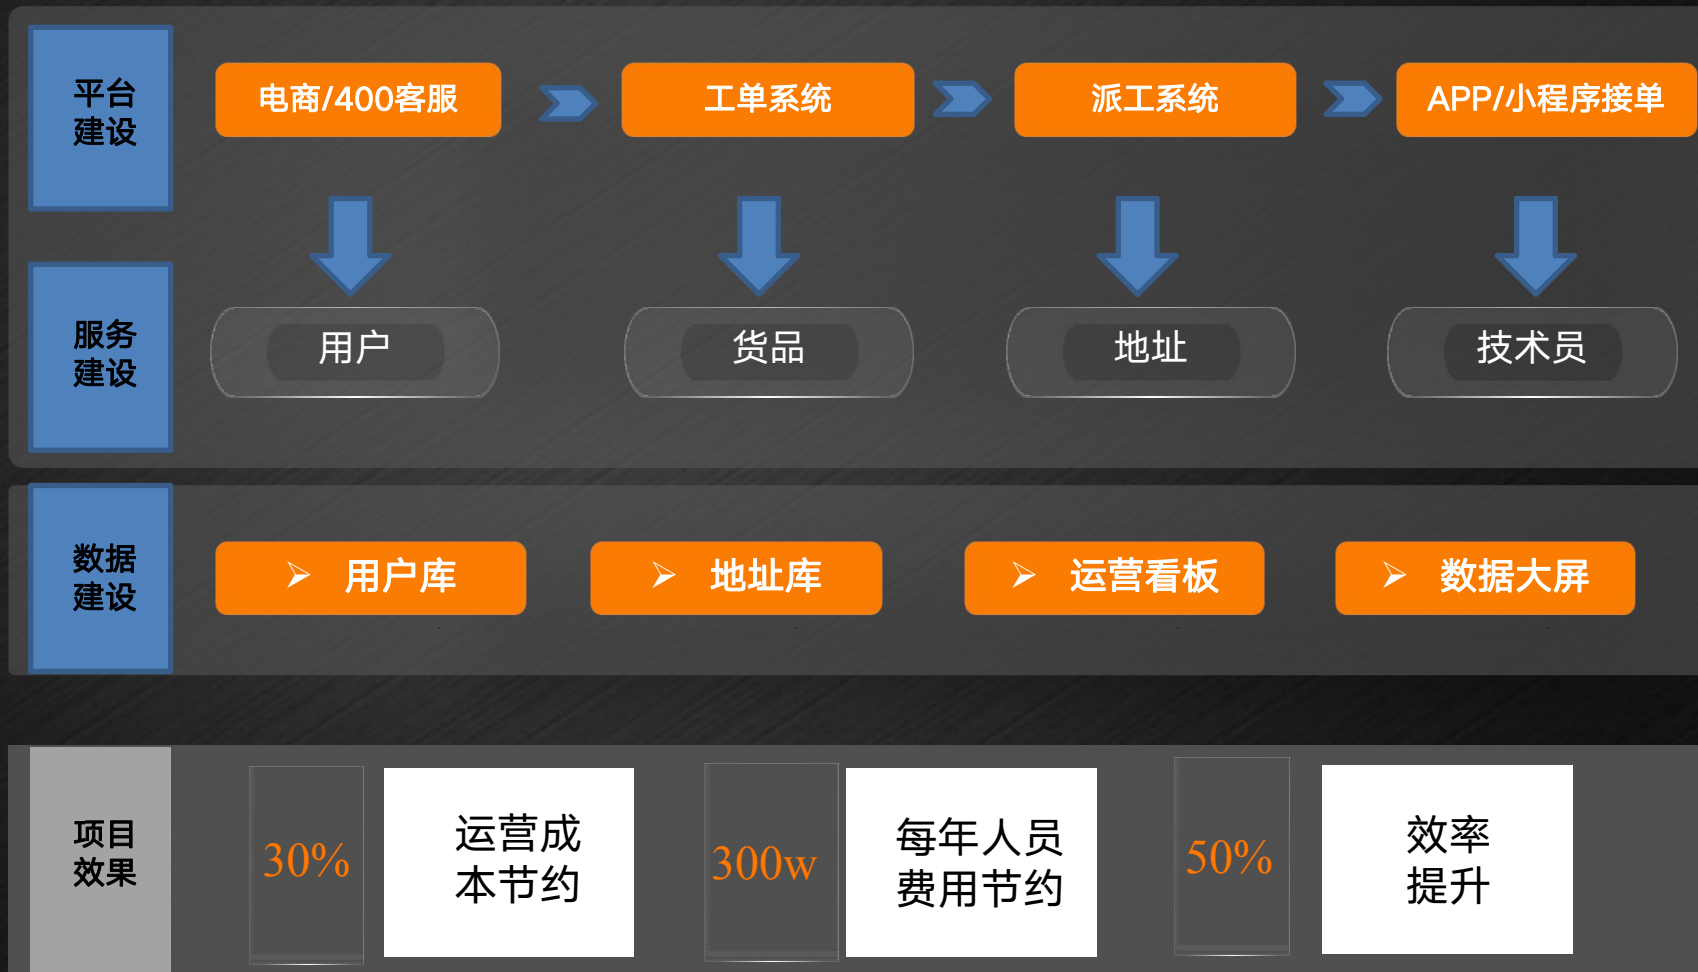 平台
建设
电商/400客服
工单系统
派工系统
APP/小程序接单
服务
建设
用户
货品
地址
技术员
数据
建设
用户库
地址库
运营看板
数据大屏
项目
效果
30%
运营成
本节约
300w
每年人员
费用节约
50%
效率
提升